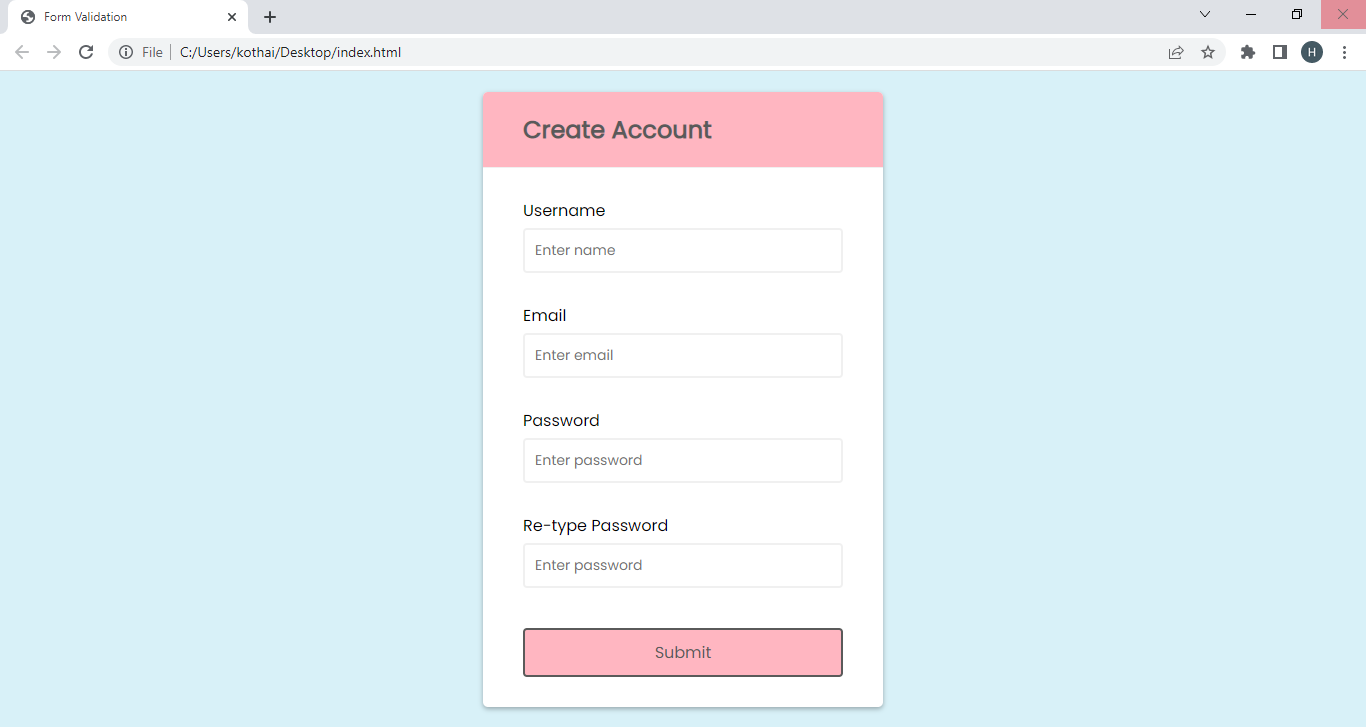 Form Validation
File C:/Users/kothai/Desktop/index.html
H
Create Account
Username
Enter name
Email
Enter email
Password
Enter password
Re-type Password
Enter password
Submit